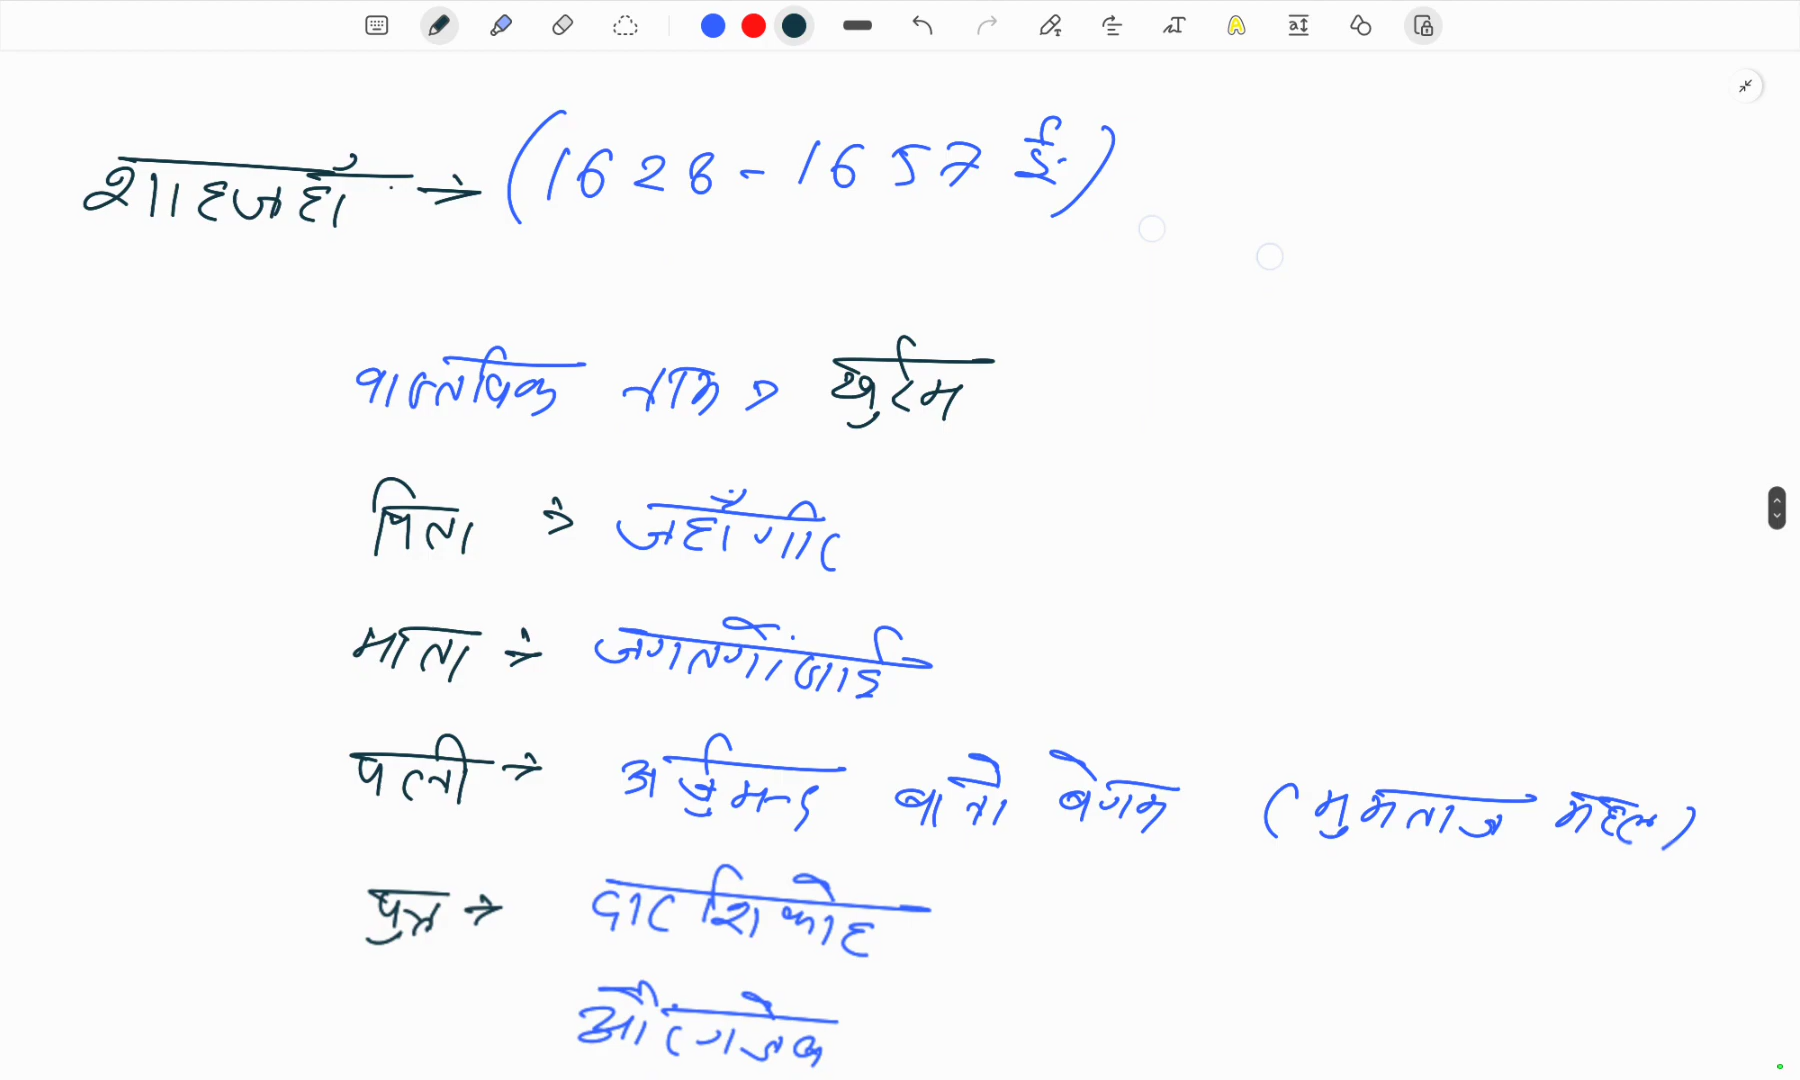 शाहजहाँ → (1628 - 1657 ई॰)
वास्तविक नाम > खुर्रम
पिता → जहाँगीर
माता → जगतगोंसाई
पत्नी → अर्जुमन्द बानो बेगम (मुमताज महल)
पुत्र → दारा शिकोह
औरंगजेब